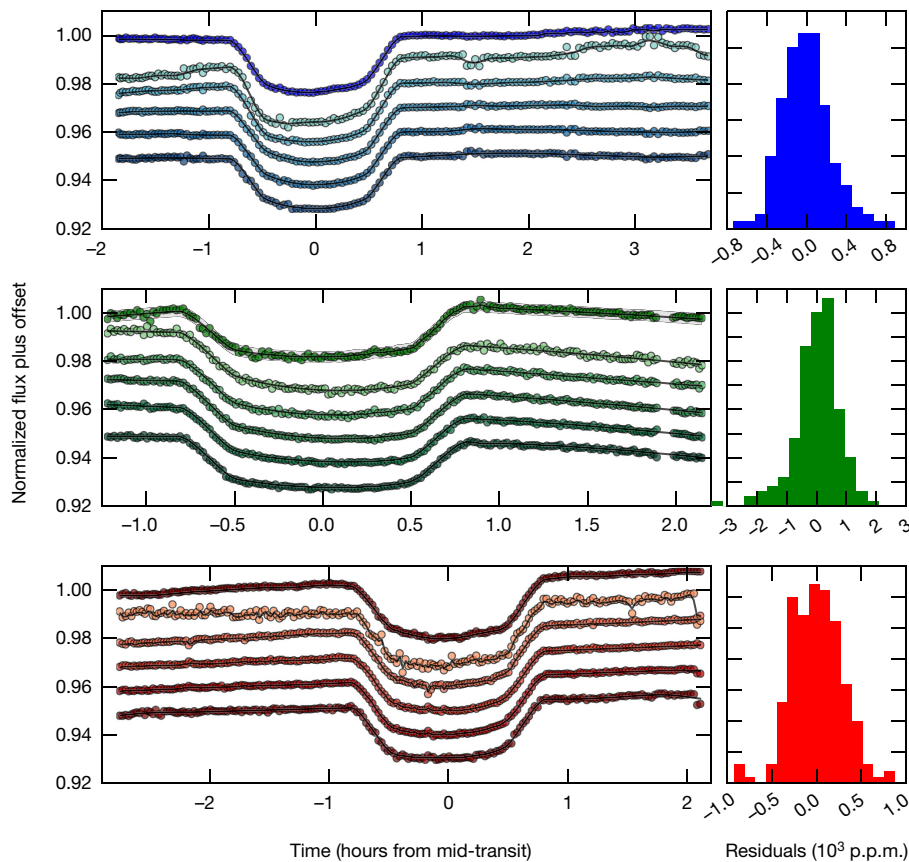 1.00
0.98
0.96
0.94
0.92
−2 −1 0 1 2 3
−0.8 −0.4 0.0 0.4 0.8
1.00
0.98
0.96
0.94
0.92
−1.0 −0.5 0.0 0.5 1.0 1.5 2.0
−3 −2 −1 0 1 2 3
1.00
0.98
0.96
0.94
0.92
−2 −1 0 1 2
−1.0 −0.5 0.0 0.5 1.0
Normalized flux plus offset
Time (hours from mid-transit)
Residuals (10³ p.p.m.)